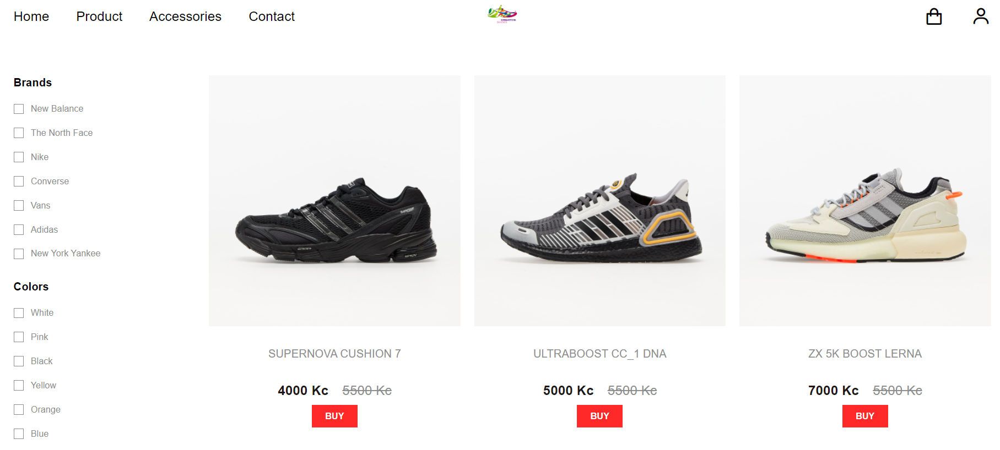 Home Product Accessories Contact
CREATIVE
SHOES
Brands
New Balance
The North Face
Nike
Converse
Vans
Adidas
New York Yankee
Colors
White
Pink
Black
Yellow
Orange
Blue
SUPERNOVA CUSHION 7
4000 Kc 5500 Kc
BUY
ULTRABOOST CC_1 DNA
5000 Kc 5500 Kc
BUY
ZX 5K BOOST LERNA
7000 Kc 5500 Kc
BUY